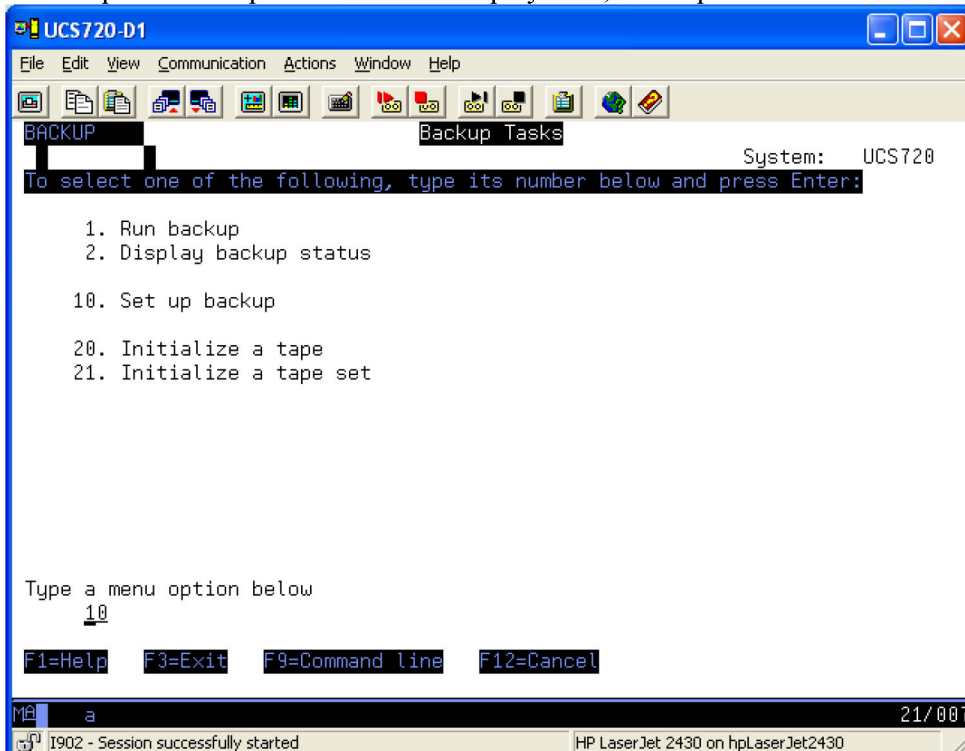 UCS720-D1
File Edit View Communication Actions Window Help
BACKUP Backup Tasks
System: UCS720
To select one of the following, type its number below and press Enter:
1. Run backup
2. Display backup status
10. Set up backup
20. Initialize a tape
21. Initialize a tape set
Type a menu option below
10
F1=Help F3=Exit F9=Command line F12=Cancel
MA a 21/007
I902 - Session successfully started HP LaserJet 2430 on hpLaserJet2430